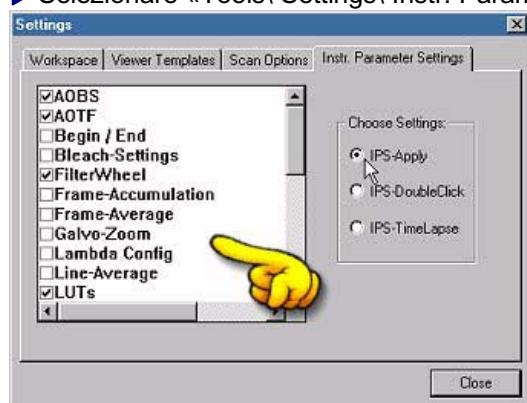 Selezionare «Tools\ Settings\ Instr. Param
Settings
Workspace
Viewer Templates
Scan Options
Instr. Parameter Settings
AOBS
AOTF
Begin / End
Bleach-Settings
FilterWheel
Frame-Accumulation
Frame-Average
Galvo-Zoom
Lambda Config
Line-Average
LUTs
Choose Settings:
IPS-Apply
IPS-DoubleClick
IPS-TimeLapse
Close